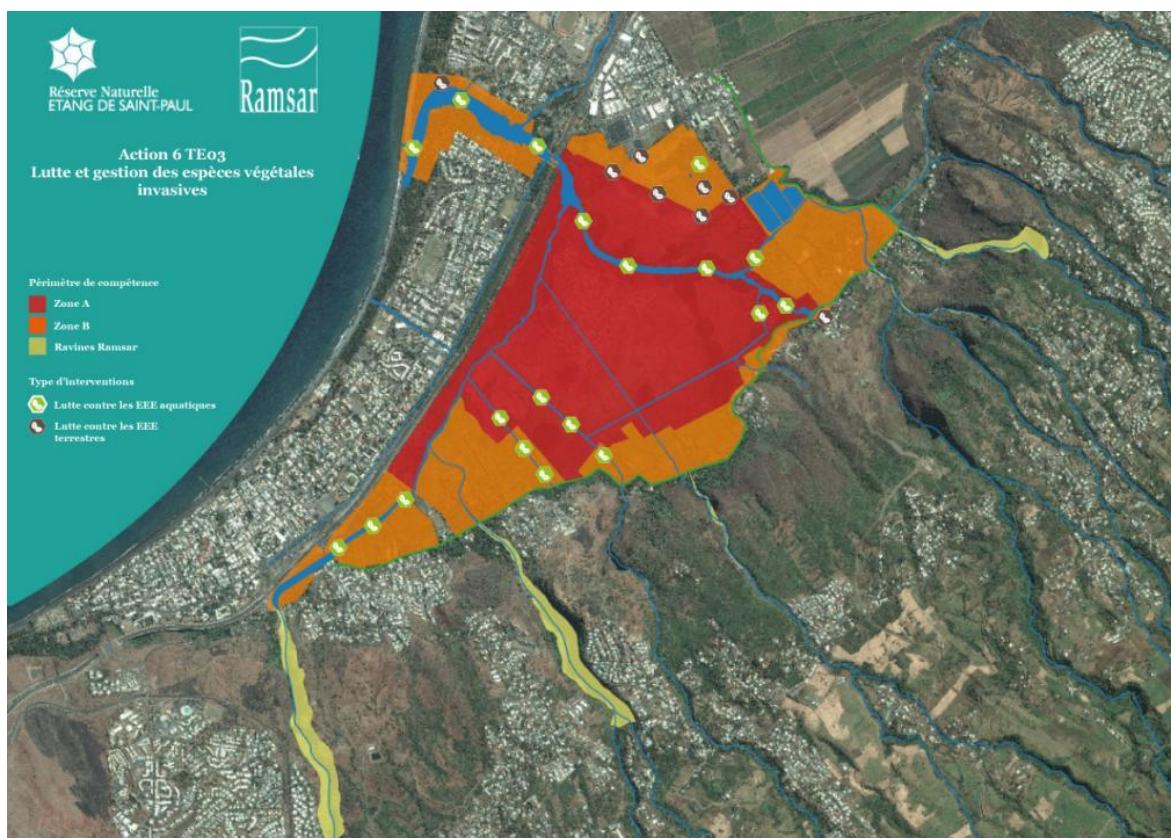 Réserve Naturelle
ETANG DE SAINT-PAUL
Ramsar
Action 6 TE03
Lutte et gestion des espèces végétales
invasives
Périmètre de compétence
Zone A
Zone B
Ravines Ramsar
Type d'interventions
Lutte contre les EEE aquatiques
Lutte contre les EEE
terrestres